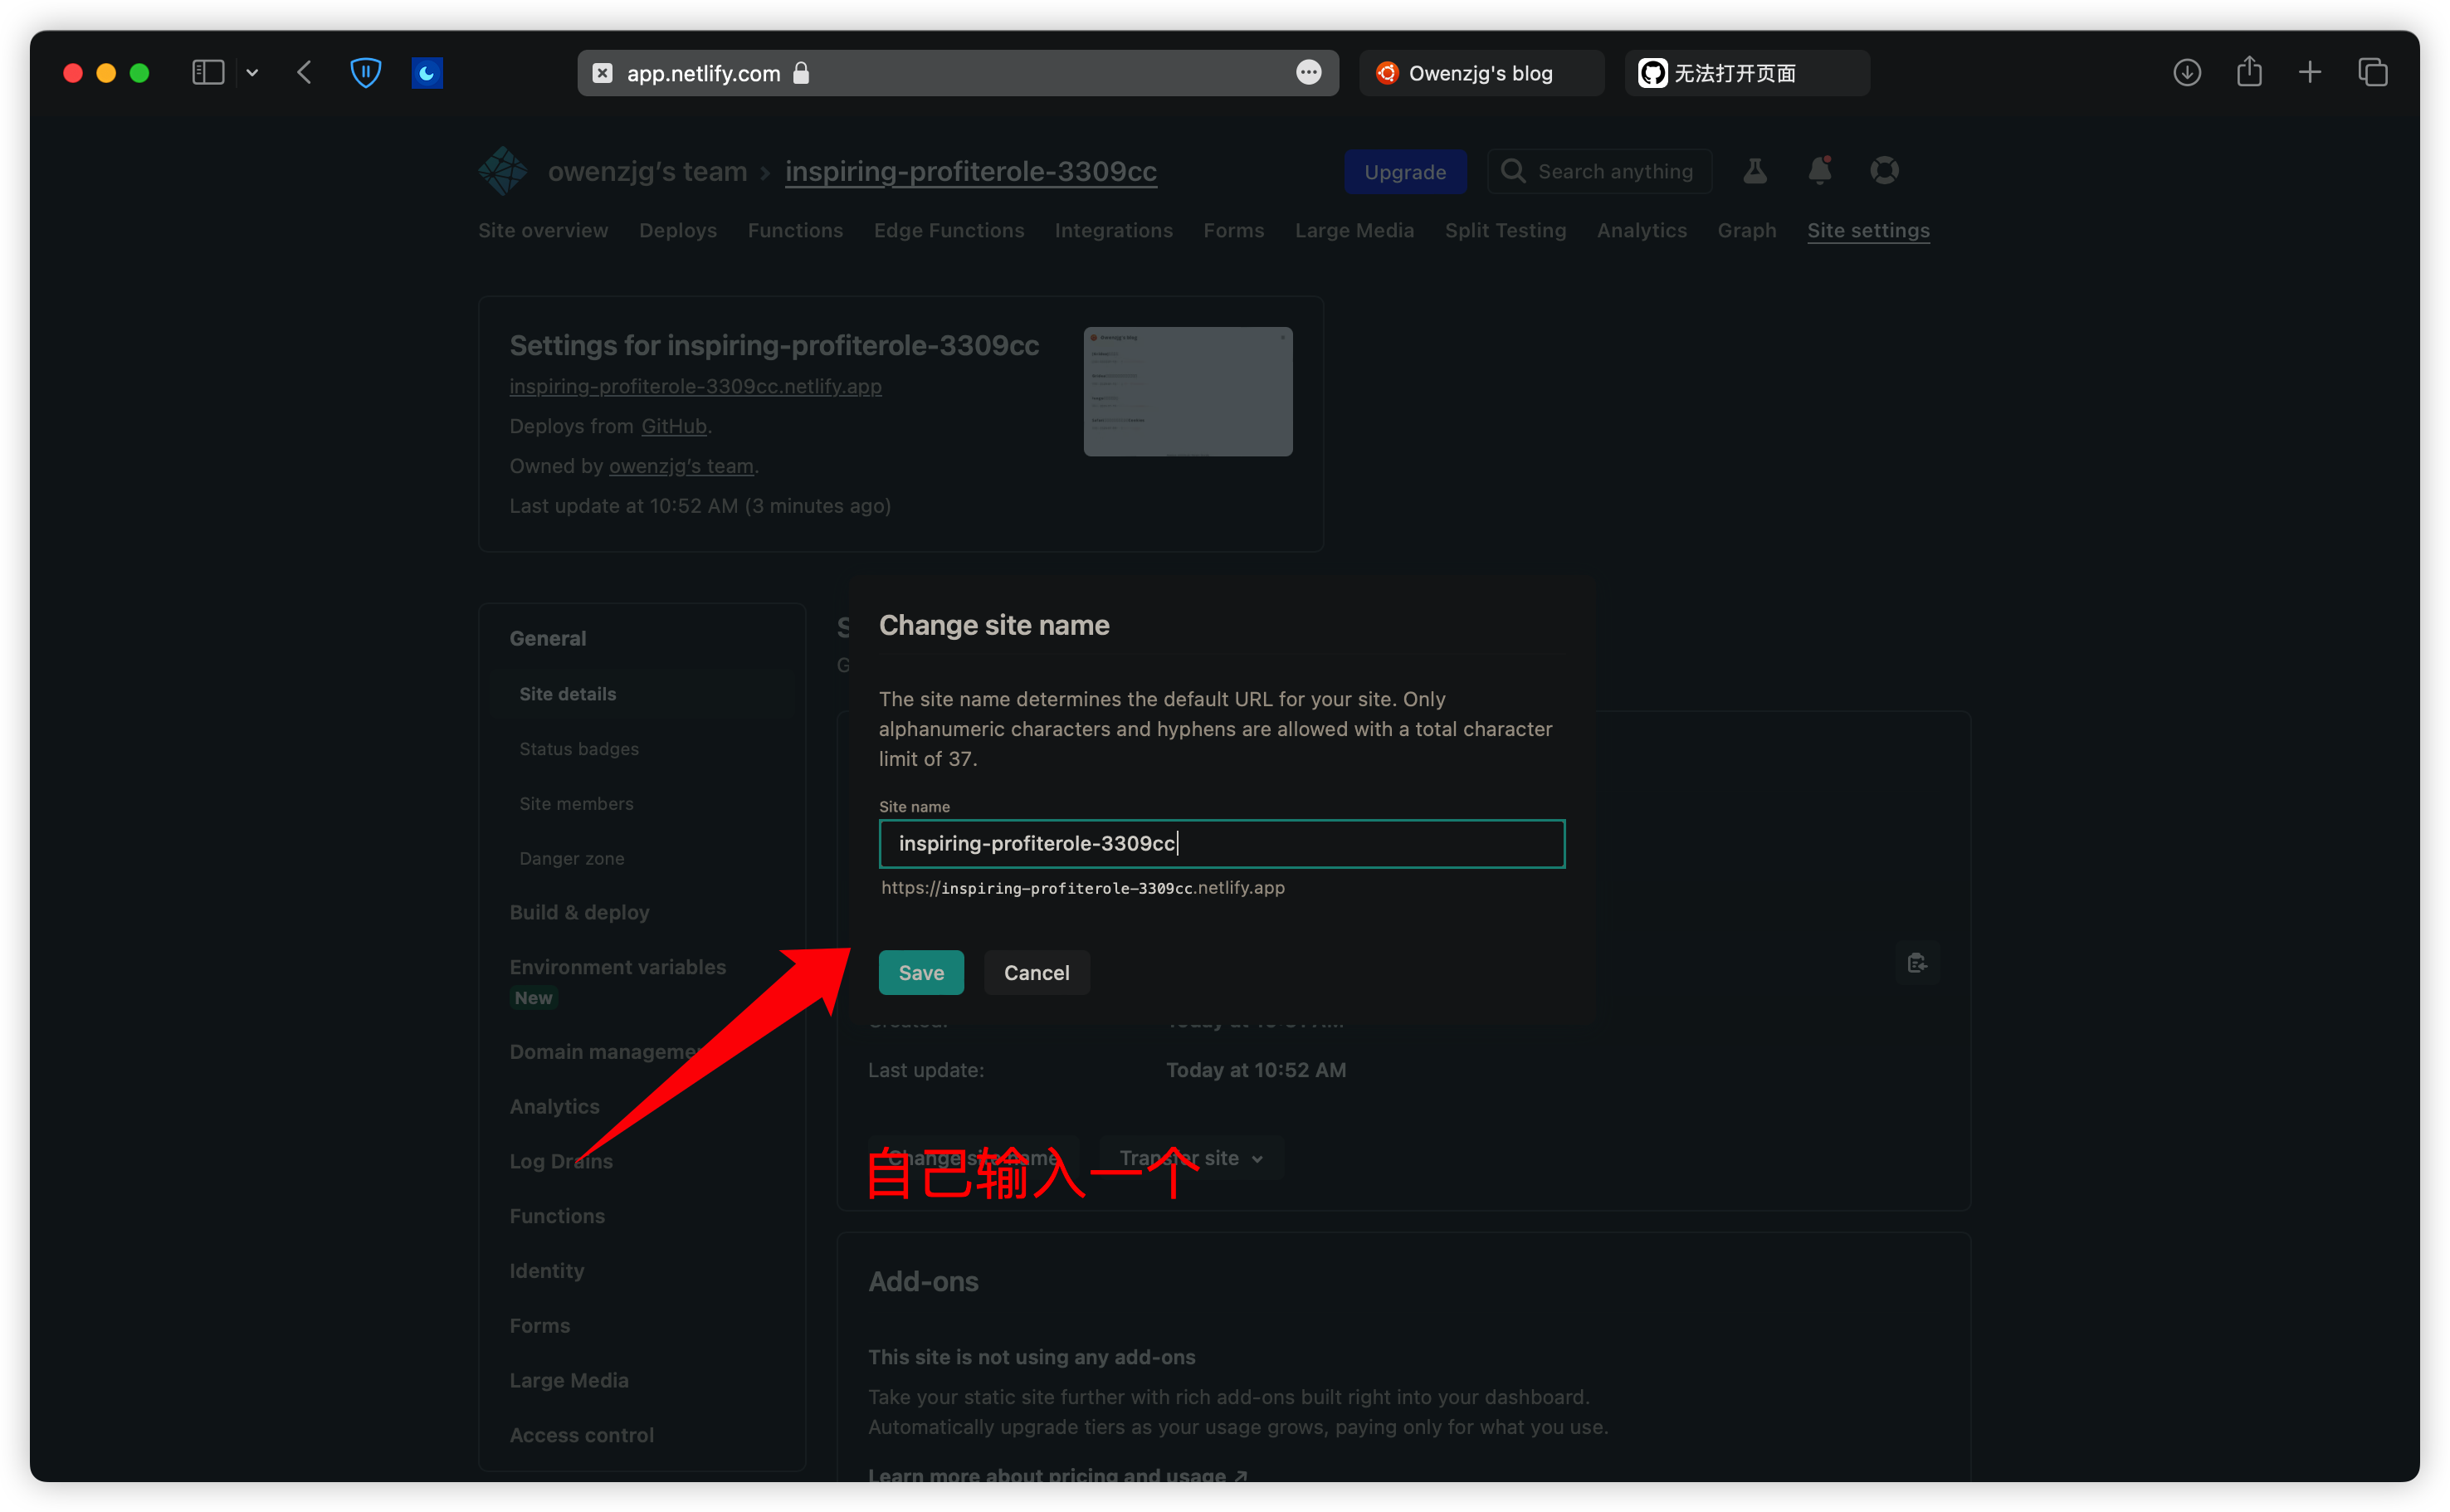 app.netlify.com
Owenzjg's blog
无法打开页面
owenzjg's team > inspiring-profiterole-3309cc
Upgrade
Search anything
Site overview
Deploys
Functions
Edge Functions
Integrations
Forms
Large Media
Split Testing
Analytics
Graph
Site settings
Settings for inspiring-profiterole-3309cc
inspiring-profiterole-3309cc.netlify.app
Deploys from GitHub.
Owned by owenzjg's team.
Last update at 10:52 AM (3 minutes ago)
General
Site details
Status badges
Site members
Danger zone
Build & deploy
Environment variables
New
Domain management
Analytics
Log Drains
Functions
Identity
Forms
Large Media
Access control
Change site name
The site name determines the default URL for your site. Only
alphanumeric characters and hyphens are allowed with a total character
limit of 37.
Site name
inspiring-profiterole-3309cc
https://inspiring-profiterole-3309cc.netlify.app
Save
Cancel
Last update:
Today at 10:52 AM
Change site name
Transfer site
自己输入一个
Add-ons
This site is not using any add-ons
Take your static site further with rich add-ons built right into your dashboard.
Automatically upgrade tiers as your usage grows, paying only for what you use.
Learn more about pricing and usage ↗